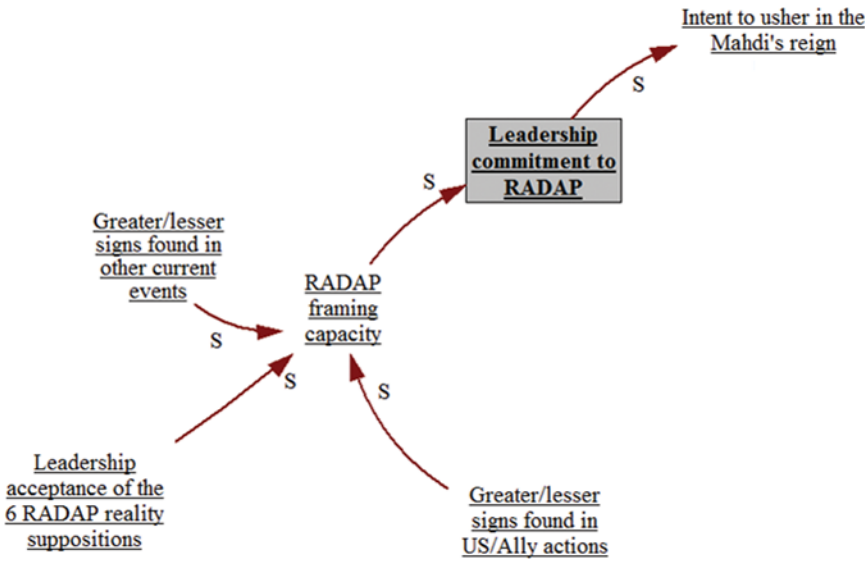 Intent to usher in the
Mahdi's reign
S
Leadership
commitment to
RADAP
S
Greater/lesser
signs found in
other current
events
S
RADAP
framing
capacity
S
S
Leadership
acceptance of the
6 RADAP reality
suppositions
Greater/lesser
signs found in
US/Ally actions